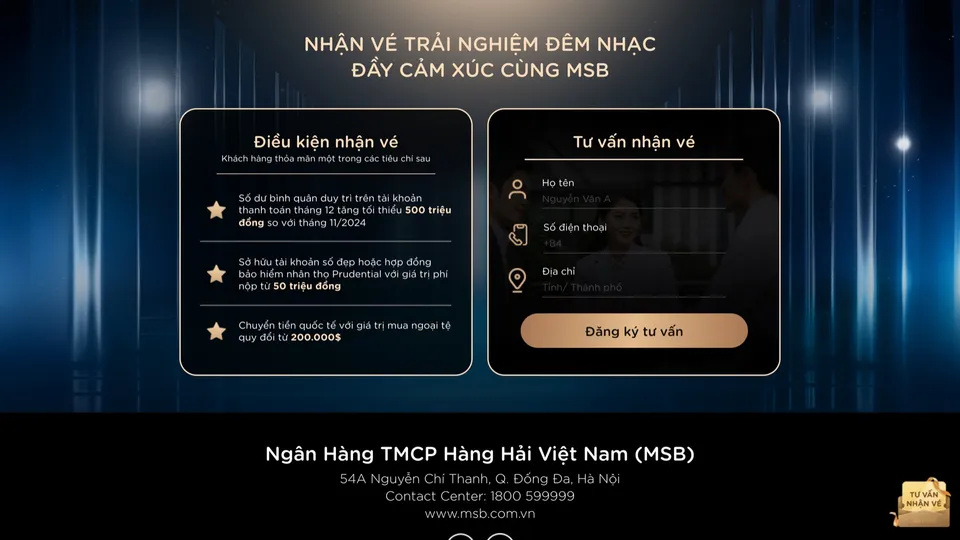 NHẬN VÉ TRẢI NGHIỆM ĐÊM NHẠC
ĐẦY CẢM XÚC CÙNG MSB
Điều kiện nhận vé
Khách hàng thỏa mãn một trong các tiêu chí sau
Số dư bình quân duy trì trên tài khoản
thanh toán tháng 12 tăng tối thiểu 500 triệu
đồng so với tháng 11/2024
Sở hữu tài khoản số đẹp hoặc hợp đồng
bảo hiểm nhân thọ Prudential với giá trị phí
nộp từ 50 triệu đồng
Chuyển tiền quốc tế với giá trị mua ngoại tệ
quy đổi từ 200.000$
Tư vấn nhận vé
Họ tên
Nguyễn Văn A
Số điện thoại
+84
Địa chỉ
Tỉnh/ Thành phố
Đăng ký tư vấn
Ngân Hàng TMCP Hàng Hải Việt Nam (MSB)
54A Nguyễn Chí Thanh, Q. Đống Đa, Hà Nội
Contact Center: 1800 599999
www.msb.com.vn
TƯ VẤN
NHẬN VÉ